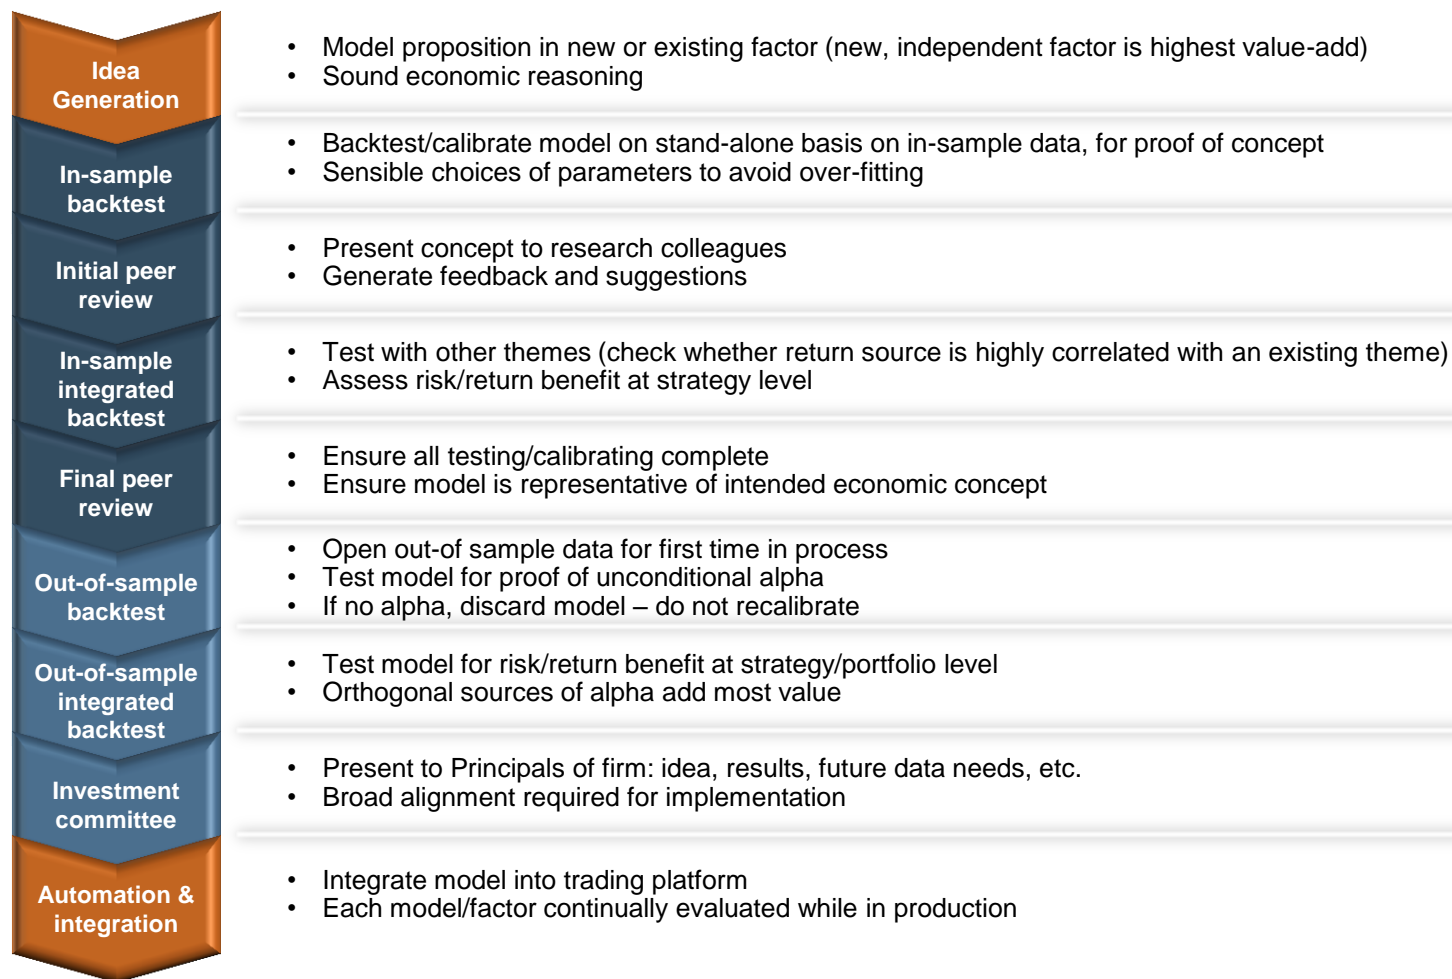 Idea
Generation
• Model proposition in new or existing factor (new, independent factor is highest value-add)
• Sound economic reasoning
In-sample
backtest
• Backtest/calibrate model on stand-alone basis on in-sample data, for proof of concept
• Sensible choices of parameters to avoid over-fitting
Initial peer
review
• Present concept to research colleagues
• Generate feedback and suggestions
In-sample
integrated
backtest
• Test with other themes (check whether return source is highly correlated with an existing theme)
• Assess risk/return benefit at strategy level
Final peer
review
• Ensure all testing/calibrating complete
• Ensure model is representative of intended economic concept
Out-of-sample
backtest
• Open out-of sample data for first time in process
• Test model for proof of unconditional alpha
• If no alpha, discard model – do not recalibrate
Out-of-sample
integrated
backtest
• Test model for risk/return benefit at strategy/portfolio level
• Orthogonal sources of alpha add most value
Investment
committee
• Present to Principals of firm: idea, results, future data needs, etc.
• Broad alignment required for implementation
Automation &
integration
• Integrate model into trading platform
• Each model/factor continually evaluated while in production